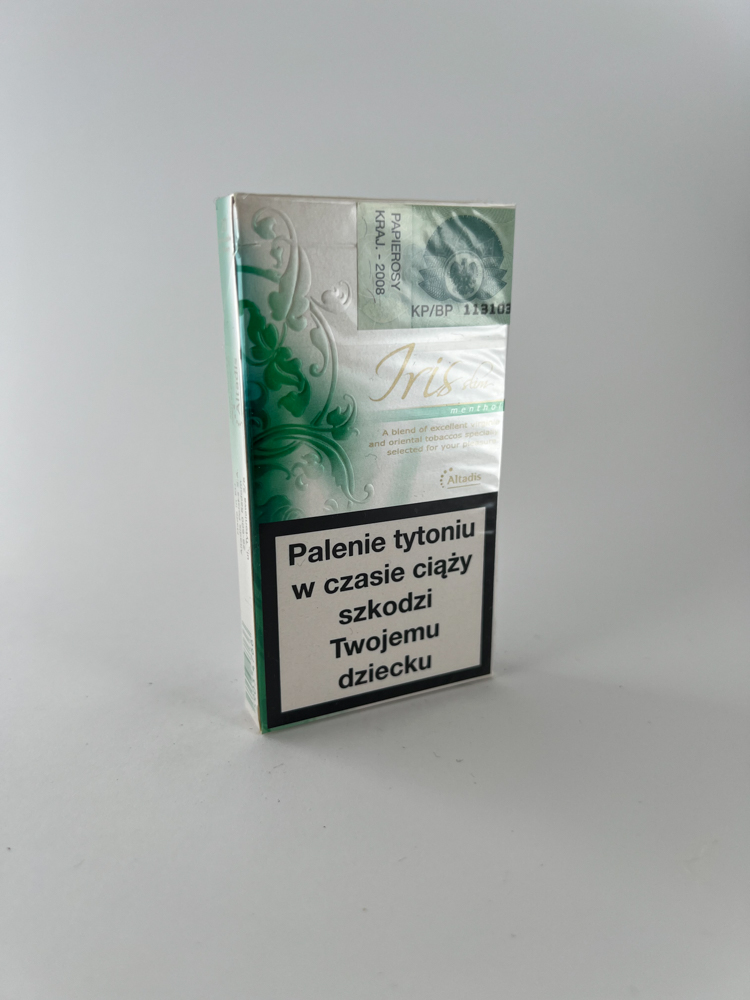 PAPIEROSY
KRAJ. - 2008
KP/BP 113103
Iris
menthol
A blend of excellent
and oriental tobaccos
selected for your
Altadis
Palenie tytoniu
w czasie ciąży
szkodzi
Twojemu
dziecku